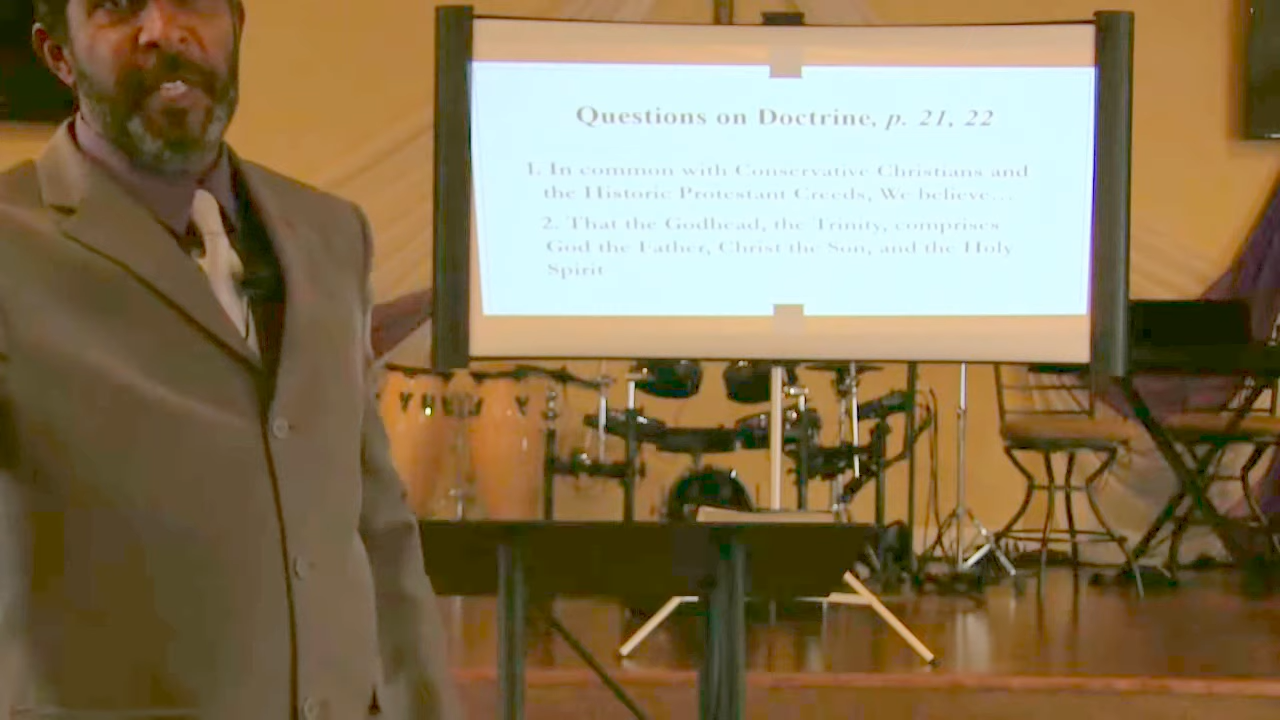 Questions on Doctrine, p. 21, 22
1. In common with Conservative Christians and
the Historic Protestant Creeds, We believe...
2. That the Godhead, the Trinity, comprises
God the Father, Christ the Son, and the Holy
Spirit